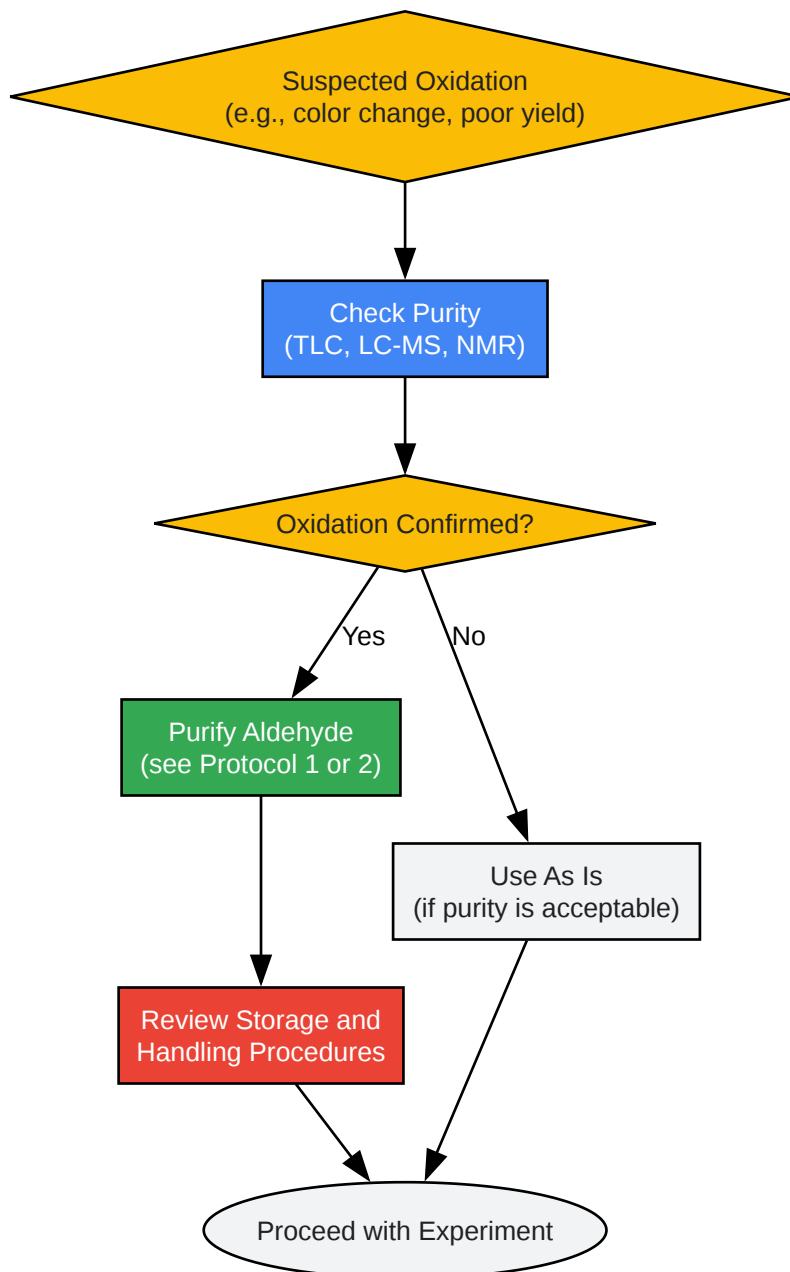 Suspected Oxidation
(e.g., color change, poor yield)
Check Purity
(TLC, LC-MS, NMR)
Oxidation Confirmed?
Yes
No
Purify Aldehyde
(see Protocol 1 or 2)
Use As Is
(if purity is acceptable)
Review Storage and
Handling Procedures
Proceed with Experiment